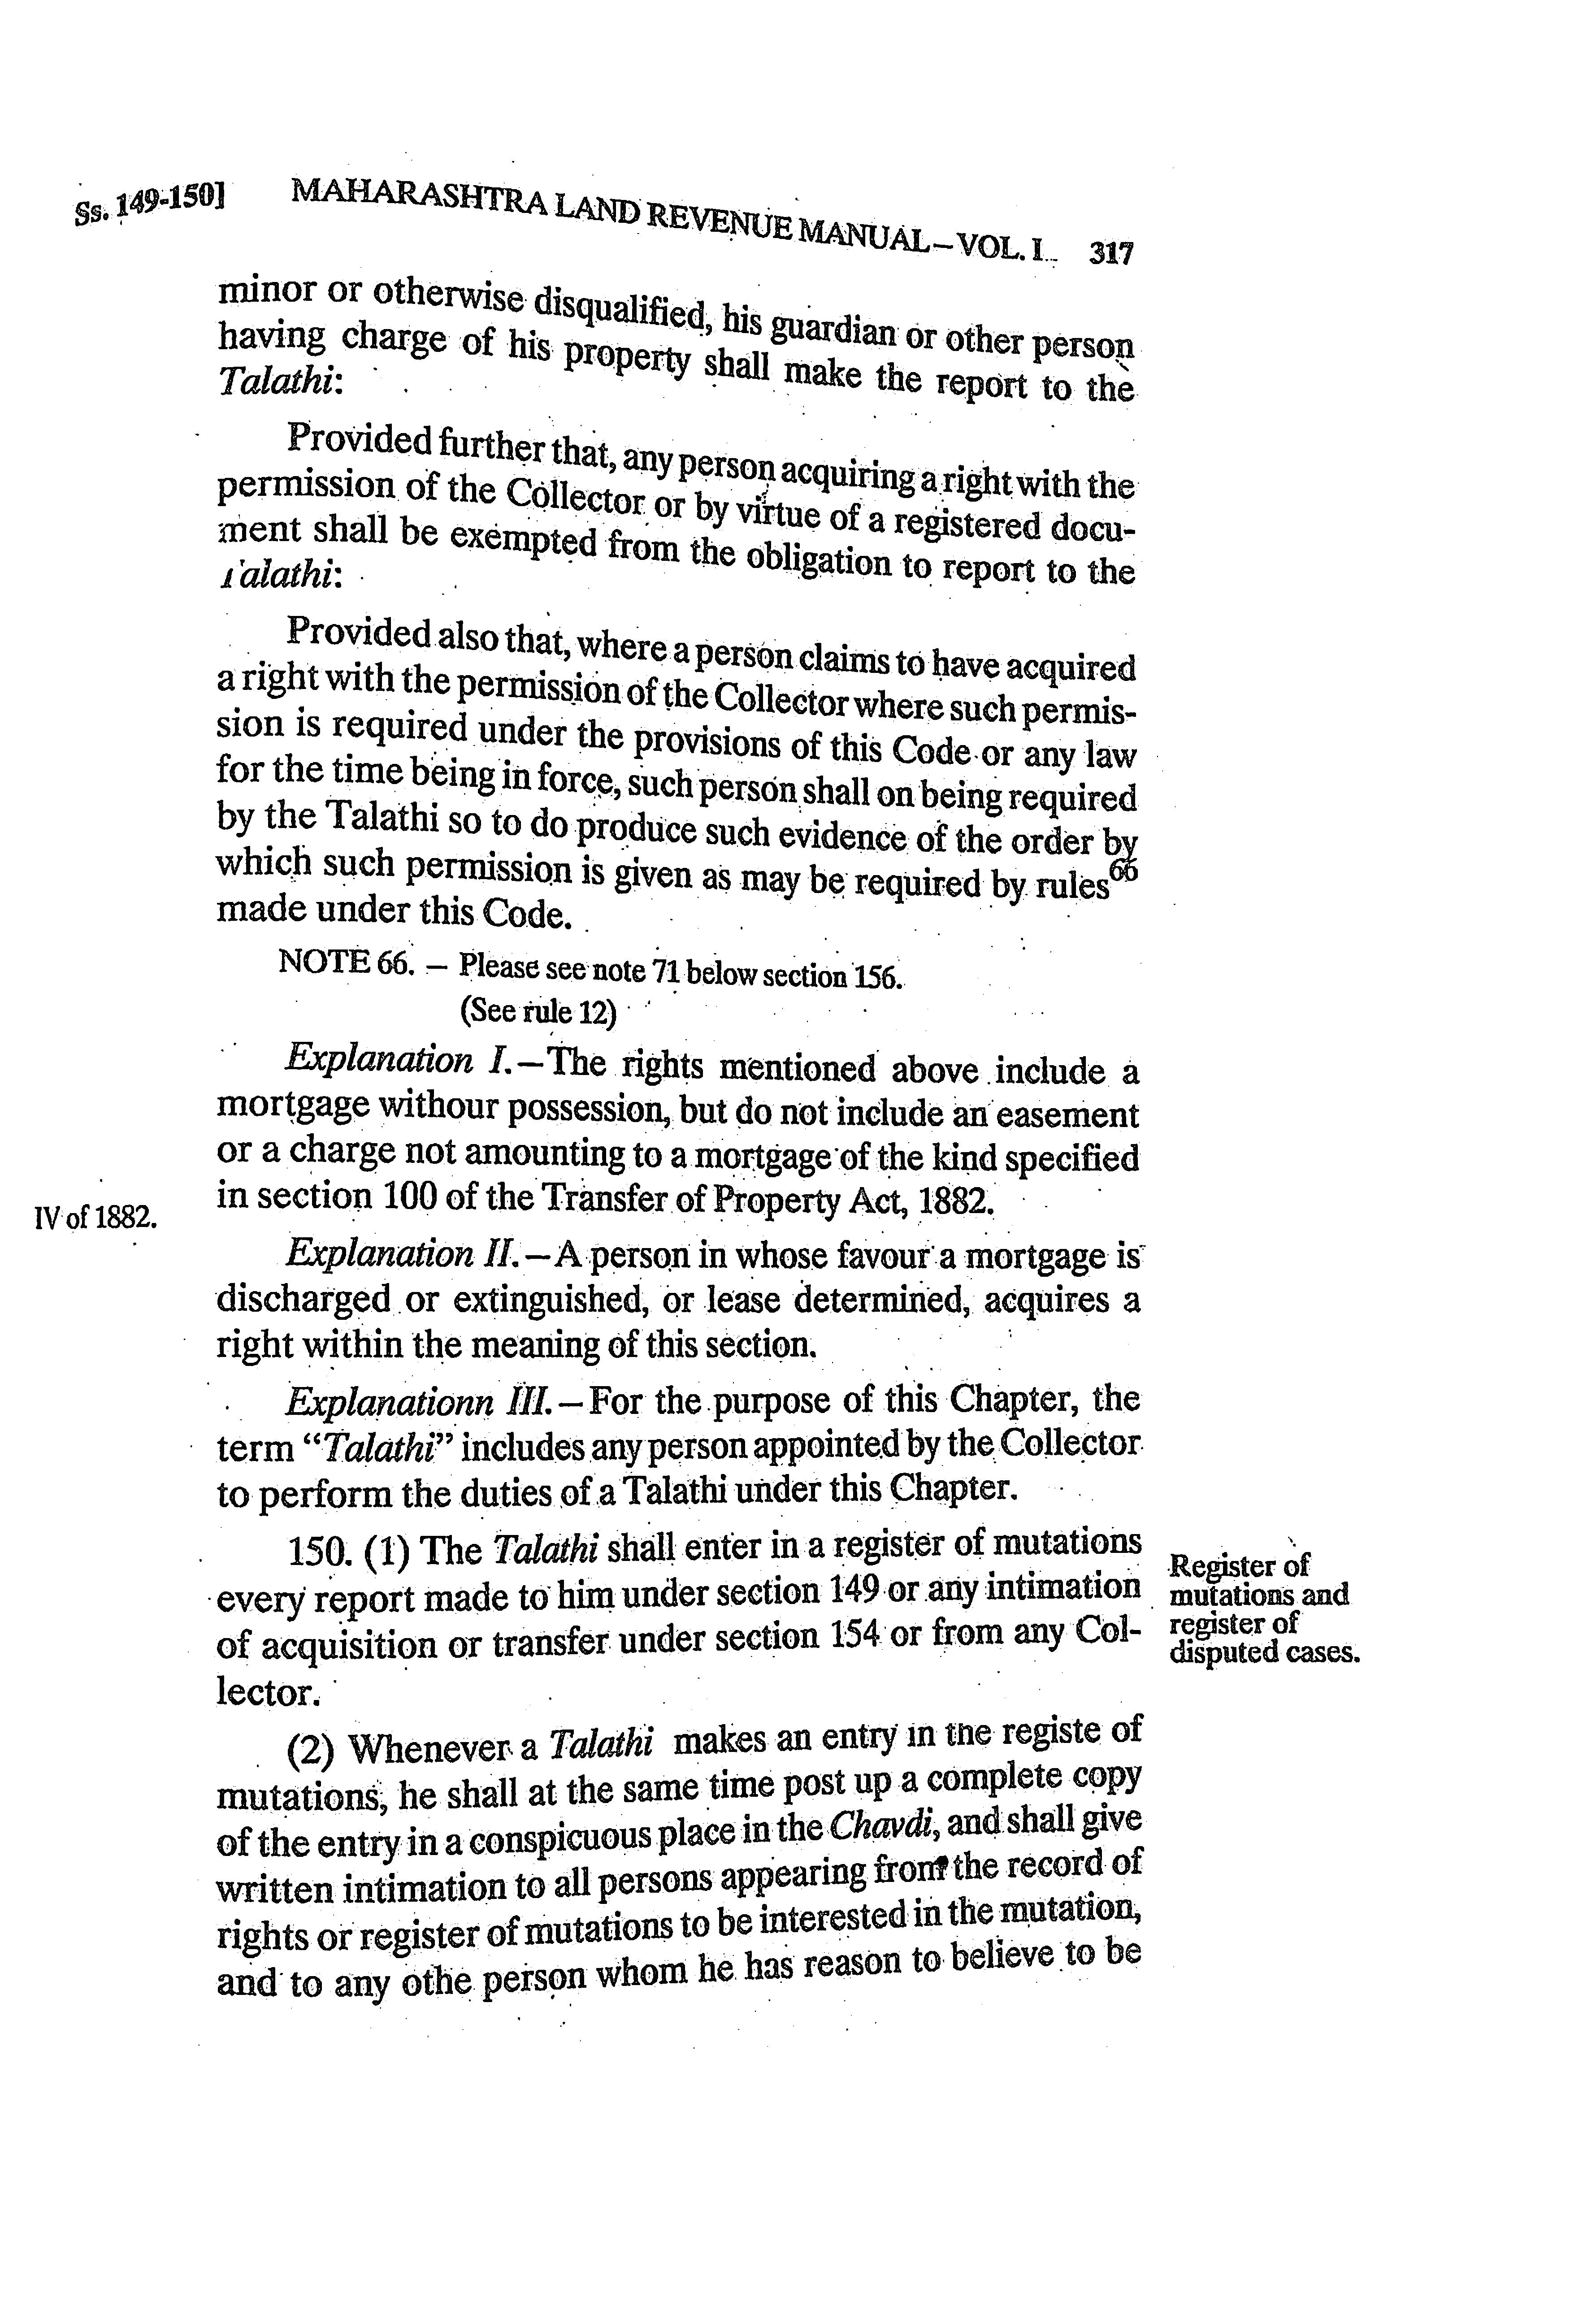 Ss. 149-150] MAHARASHTRA LAND REVENUE MANUAL – VOL. I 317
minor or otherwise disqualified, his guardian or other person
having charge of his property shall make the report to the
Talathi:
Provided further that, any person acquiring a right with the
permission of the Collector or by virtue of a registered docu-
ment shall be exempted from the obligation to report to the
Talathi:
Provided also that, where a person claims to have acquired
a right with the permission of the Collector where such permis-
sion is required under the provisions of this Code or any law
for the time being in force, such person shall on being required
by the Talathi so to do produce such evidence of the order by
which such permission is given as may be required by rules66
made under this Code.
NOTE 66. – Please see note 71 below section 156.
(See rule 12)
Explanation I.–The rights mentioned above include a
mortgage withour possession, but do not include an easement
or a charge not amounting to a mortgage of the kind specified
in section 100 of the Transfer of Property Act, 1882.
IV of 1882.
Explanation II.–A person in whose favour a mortgage is
discharged or extinguished, or lease determined, acquires a
right within the meaning of this section.
Explanationn III.–For the purpose of this Chapter, the
term “Talathi” includes any person appointed by the Collector
to perform the duties of a Talathi under this Chapter.
150. (1) The Talathi shall enter in a register of mutations
every report made to him under section 149 or any intimation
of acquisition or transfer under section 154 or from any Col-
lector.
Register of
mutations and
register of
disputed cases.
(2) Whenever a Talathi makes an entry in the registe of
mutations, he shall at the same time post up a complete copy
of the entry in a conspicuous place in the Chavdi, and shall give
written intimation to all persons appearing from the record of
rights or register of mutations to be interested in the mutation,
and to any othe person whom he has reason to believe to be